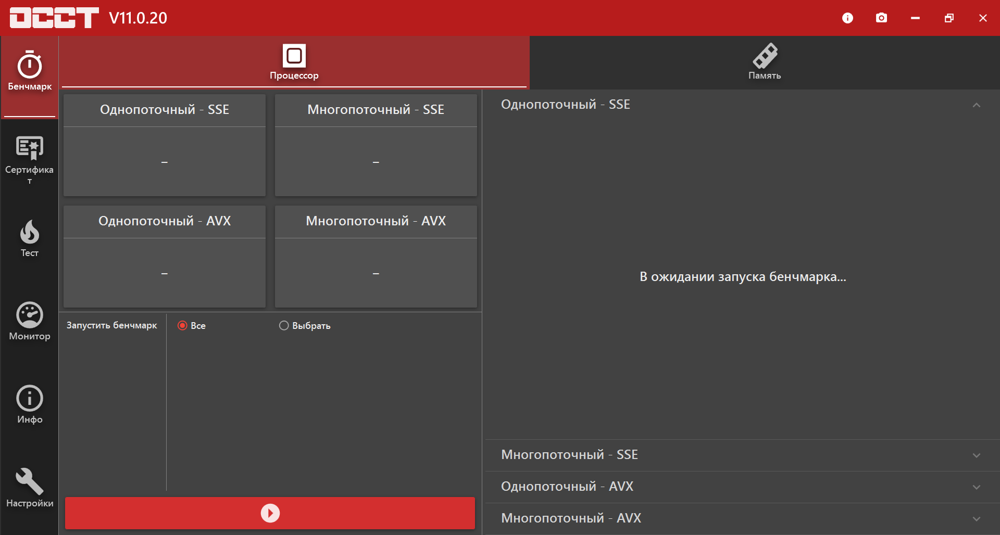 OCCT V11.0.20
Бенчмарк
Сертифика
т
Тест
Монитор
Инфо
Настройки
Процессор
Память
Однопоточный - SSE
–
Многопоточный - SSE
–
Однопоточный - AVX
–
Многопоточный - AVX
–
Запустить бенчмарк
Все
Выбрать
Однопоточный - SSE
В ожидании запуска бенчмарка...
Многопоточный - SSE
Однопоточный - AVX
Многопоточный - AVX